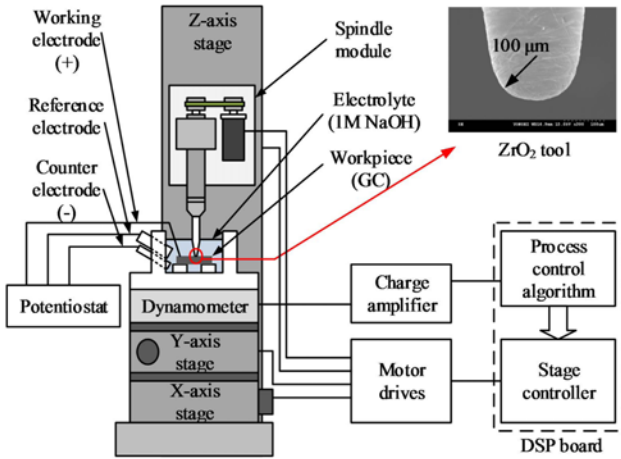 Working
electrode
(+)
Reference
electrode
Counter
electrode
(-)
Potentiostat
Z-axis
stage
Spindle
module
Electrolyte
(1M NaOH)
Workpiece
(GC)
100 μm
ZrO₂ tool
Dynamometer
Y-axis
stage
X-axis
stage
Charge
amplifier
Motor
drives
Process
control
algorithm
Stage
controller
DSP board